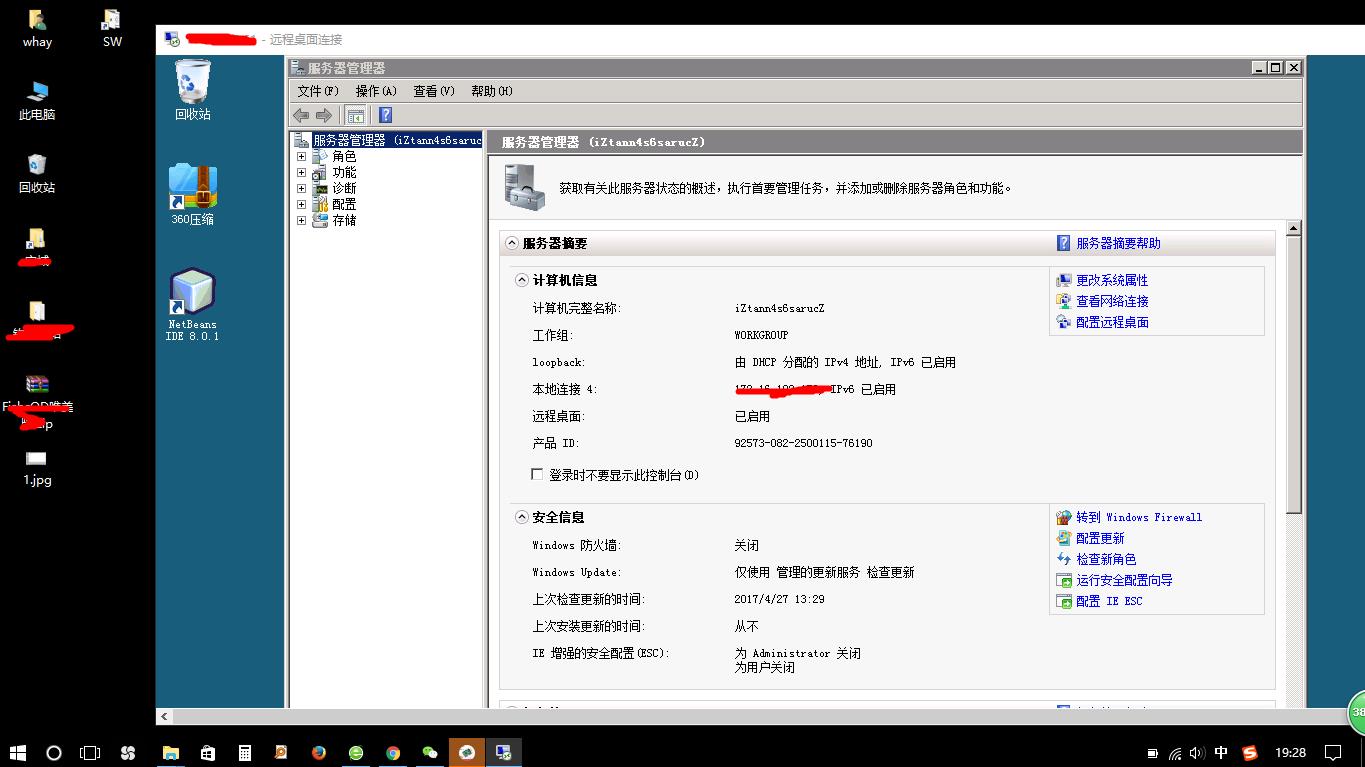 whay
SW
此电脑
回收站
1.jpg
- 远程桌面连接
回收站
360压缩
NetBeans
IDE 8.0.1
服务器管理器
文件(F) 操作(A) 查看(V) 帮助(H)
服务器管理器 (iZtann4s6saruc
角色
功能
诊断
配置
存储
服务器管理器 (iZtann4s6sarucZ)
获取有关此服务器状态的概述，执行首要管理任务，并添加或删除服务器角色和功能。
服务器摘要
服务器摘要帮助
计算机信息
计算机完整名称: iZtann4s6sarucZ
工作组: WORKGROUP
loopback: 由 DHCP 分配的 IPv4 地址, IPv6 已启用
本地连接 4: IPv6 已启用
远程桌面: 已启用
产品 ID: 92573-082-2500115-76190
登录时不要显示此控制台(D)
更改系统属性
查看网络连接
配置远程桌面
安全信息
Windows 防火墙: 关闭
Windows Update: 仅使用 管理的更新服务 检查更新
上次检查更新的时间: 2017/4/27 13:29
上次安装更新的时间: 从不
IE 增强的安全配置(ESC): 为 Administrator 关闭
为用户关闭
转到 Windows Firewall
配置更新
检查新角色
运行安全配置向导
配置 IE ESC
38
中
19:28